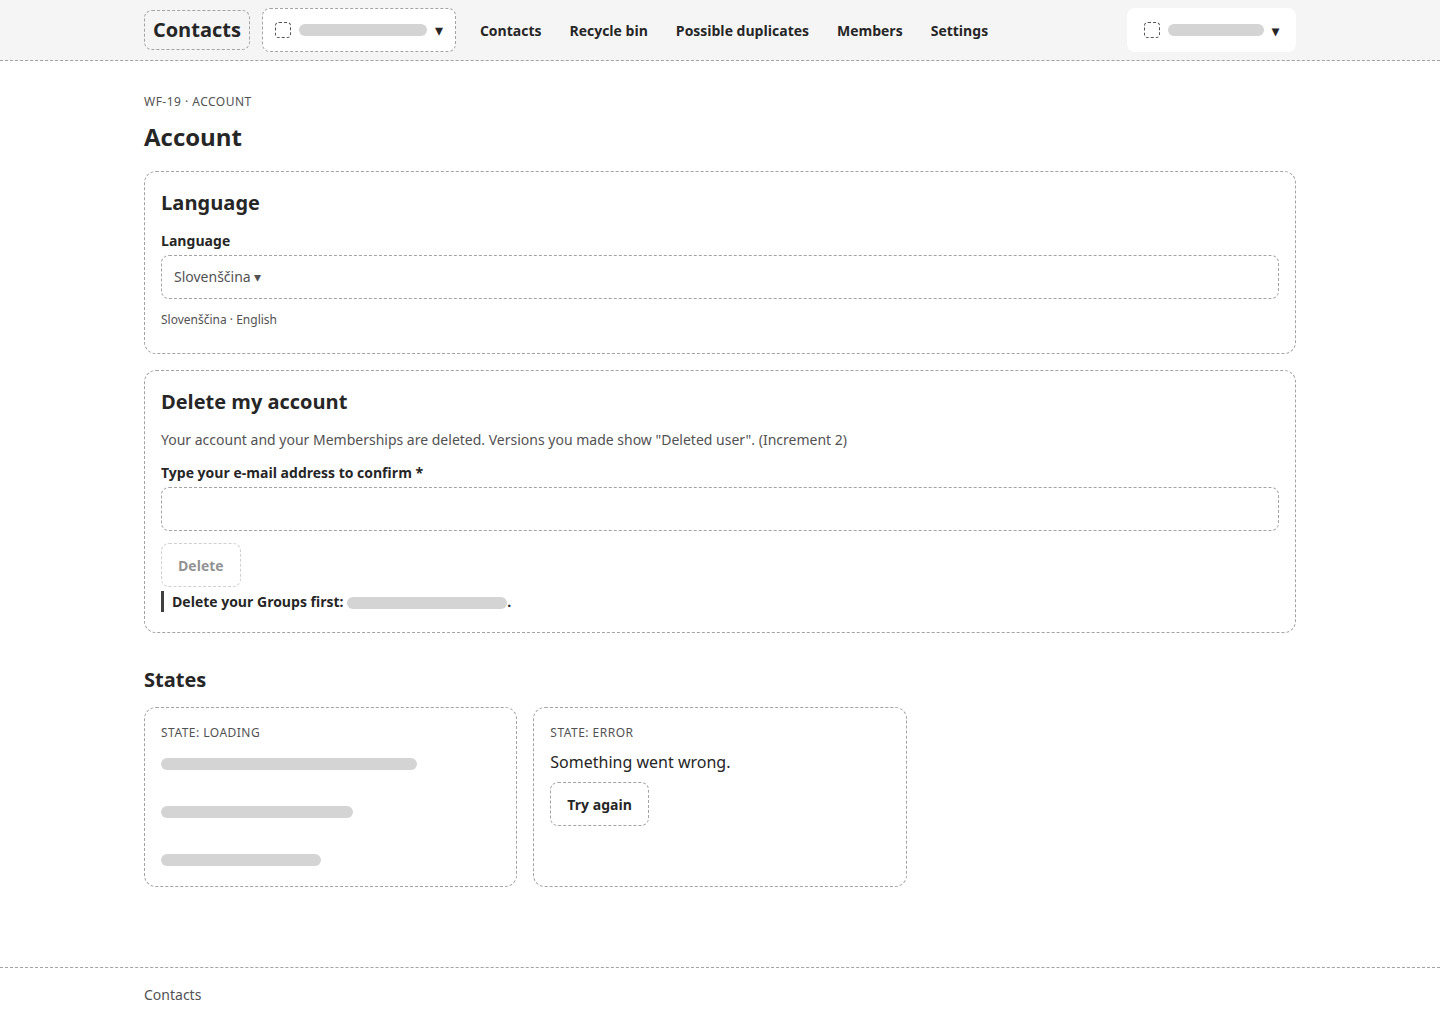 Contacts ▾ Contacts Recycle bin Possible duplicates Members Settings ▾
WF-19 · ACCOUNT
Account
Language
Language
Slovenščina ▾
Slovenščina · English
Delete my account
Your account and your Memberships are deleted. Versions you made show "Deleted user". (Increment 2)
Type your e-mail address to confirm *
Delete
Delete your Groups first: .
States
STATE: LOADING
STATE: ERROR
Something went wrong.
Try again
Contacts